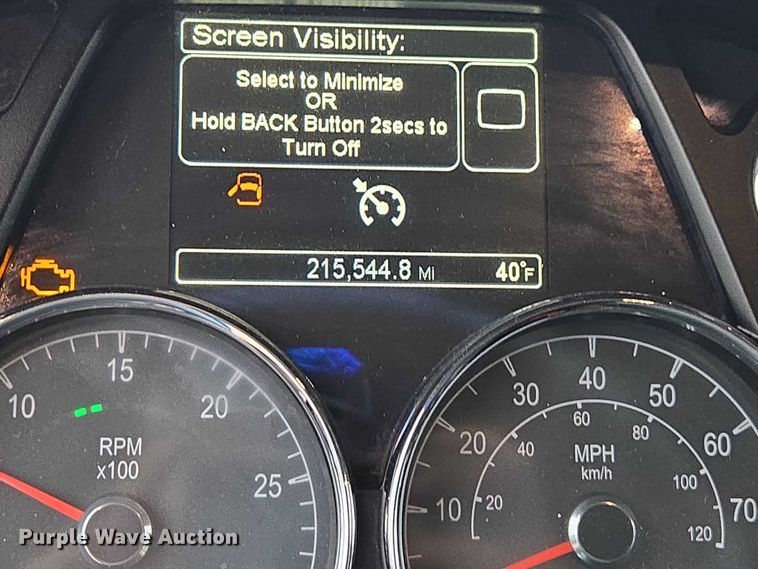 Screen Visibility:
Select to Minimize
OR
Hold BACK Button 2secs to
Turn Off
215,544.8 MI 40°F
10 15 20 25
RPM
x100
10 20 30 40 50 60 70
MPH
km/h
20 40 60 80 100 120
Purple Wave Auction